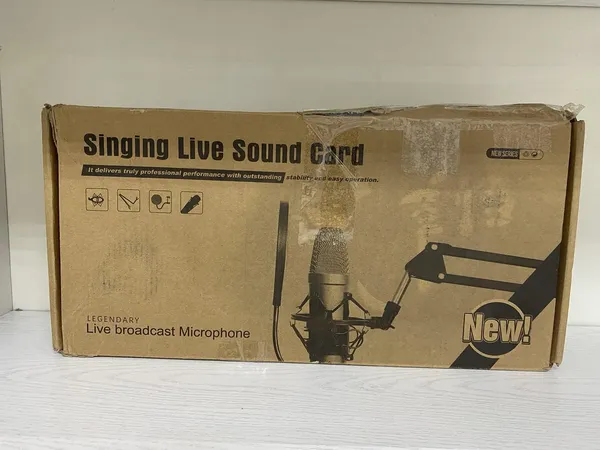 Singing Live Sound Card
It delivers truly professional performance with outstanding stability and easy operation.
NEW SERIES
LEGENDARY
Live broadcast Microphone
New!